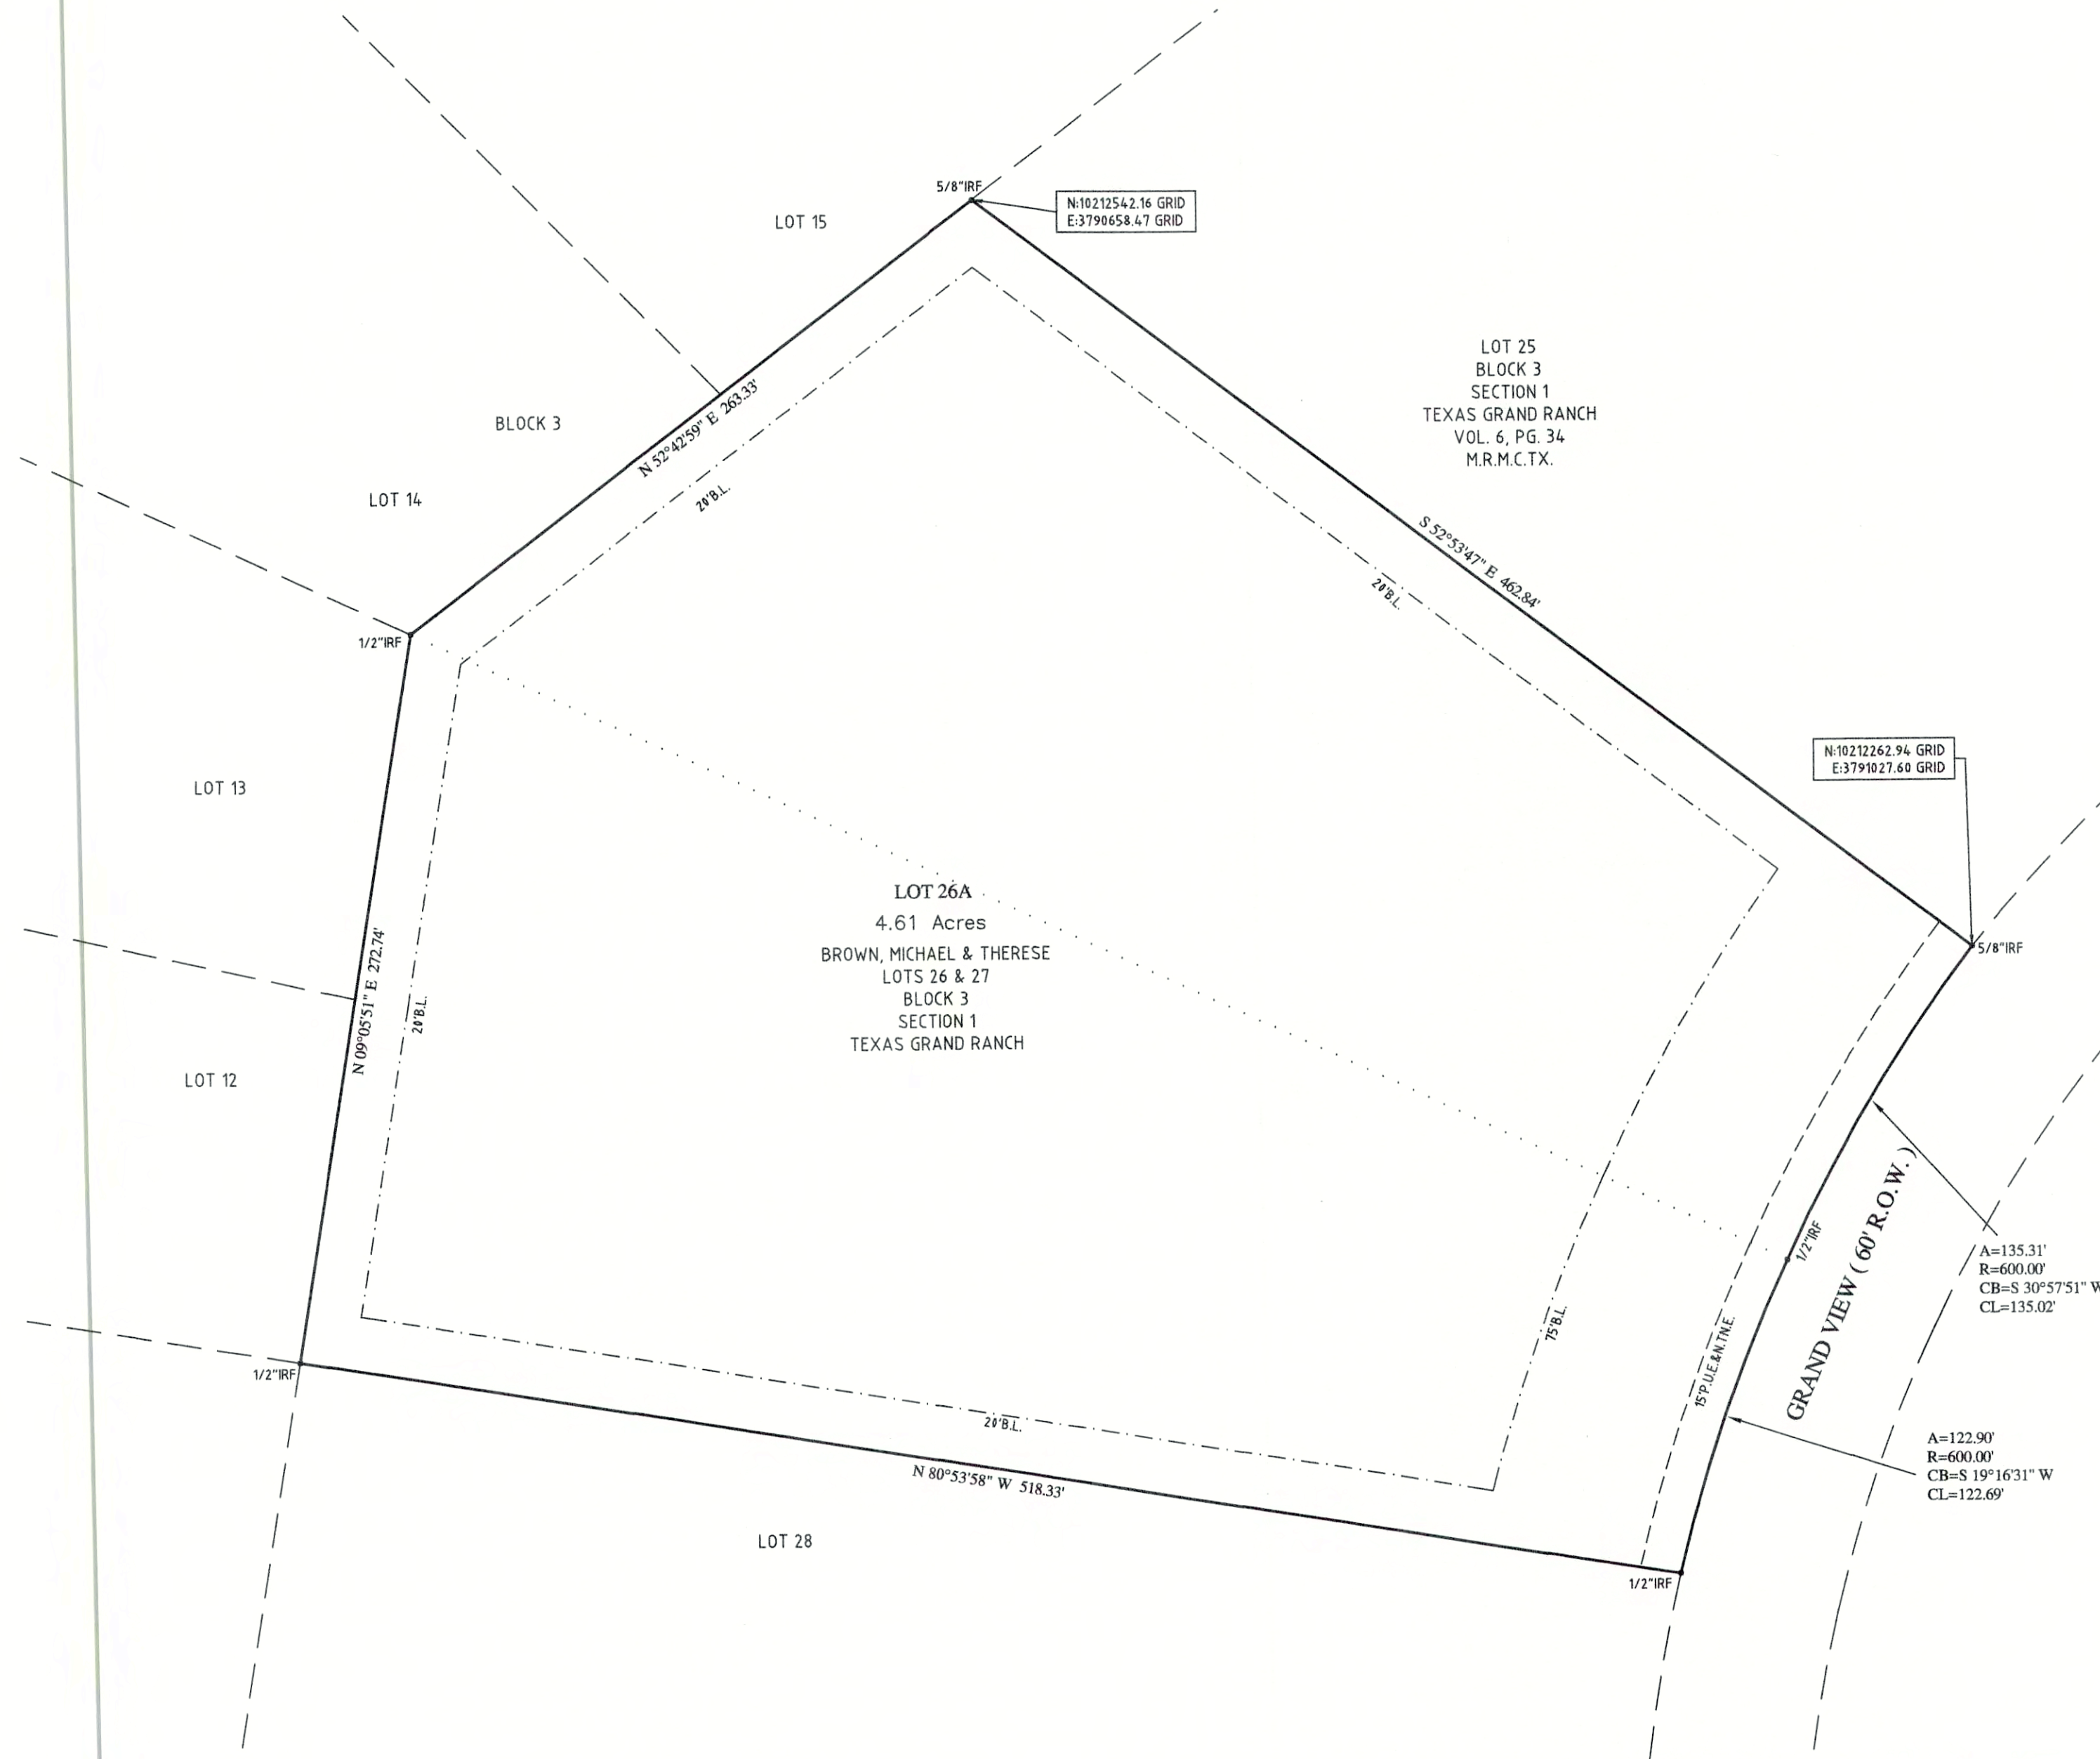 5/8"IRF
N:10212542.16 GRID
E:3790658.47 GRID
LOT 15
LOT 25
BLOCK 3
SECTION 1
TEXAS GRAND RANCH
VOL. 6, PG. 34
M.R.M.C.TX.
N 52°42'59" E 263.33'
BLOCK 3
20'B.L.
LOT 14
S 52°53'47" E 462.84'
20'B.L.
1/2"IRF
N:10212262.94 GRID
E:3791027.60 GRID
LOT 13
5/8"IRF
LOT 26A
4.61 Acres
BROWN, MICHAEL & THERESE
LOTS 26 & 27
BLOCK 3
SECTION 1
TEXAS GRAND RANCH
N 09°05'51" E 272.74'
20'B.L.
LOT 12
1/2"IRF
GRAND VIEW ( 60' R.O.W. )
A=135.31'
R=600.00'
CB=S 30°57'51" W
CL=135.02'
75'B.L.
15'P.U.E.&N.TN.E.
1/2"IRF
20'B.L.
A=122.90'
R=600.00'
CB=S 19°16'31" W
CL=122.69'
N 80°53'58" W 518.33'
LOT 28
1/2"IRF